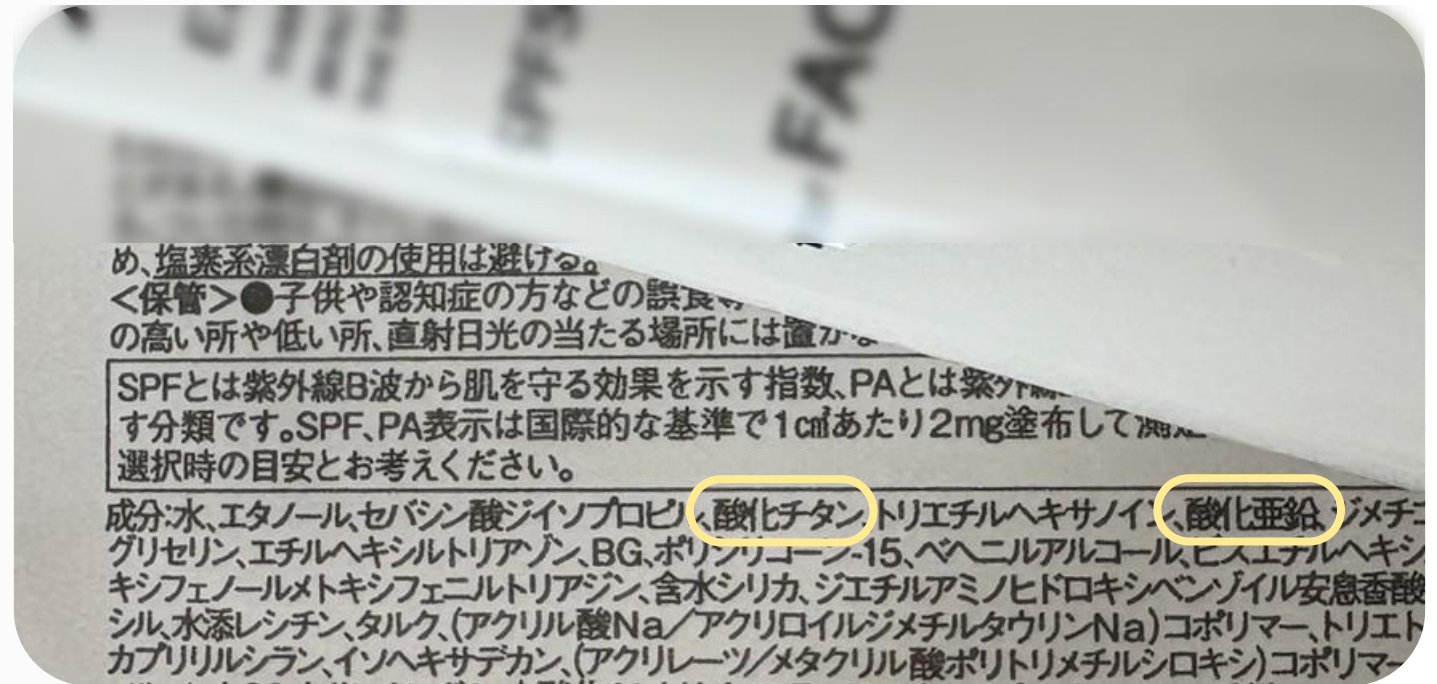 PF5
-FAC
め、塩素系漂白剤の使用は避ける。
<保管>●子供や認知症の方などの誤食等
の高い所や低い所、直射日光の当たる場所には置かな
SPFとは紫外線B波から肌を守る効果を示す指数、PAとは紫外線
す分類です。SPF、PA表示は国際的な基準で1c㎡あたり2mg塗布して測定
選択時の目安とお考えください。
成分:水、エタノール、セバシン酸ジイソプロピル、酸化チタン、トリエチルヘキサノイン、酸化亜鉛、ジメチコ
グリセリン、エチルヘキシルトリアゾン、BG、ポリシリコーン-15、ベヘニルアルコール、ビスエチルヘキシ
キシフェノールメトキシフェニルトリアジン、含水シリカ、ジエチルアミノヒドロキシベンゾイル安息香酸
シル、水添レシチン、タルク、(アクリル酸Na/アクリロイルジメチルタウリンNa)コポリマー、トリエト
カプリリルシラン、イソヘキサデカン、(アクリレーツ/メタクリル酸ポリトリメチルシロキシ)コポリマー